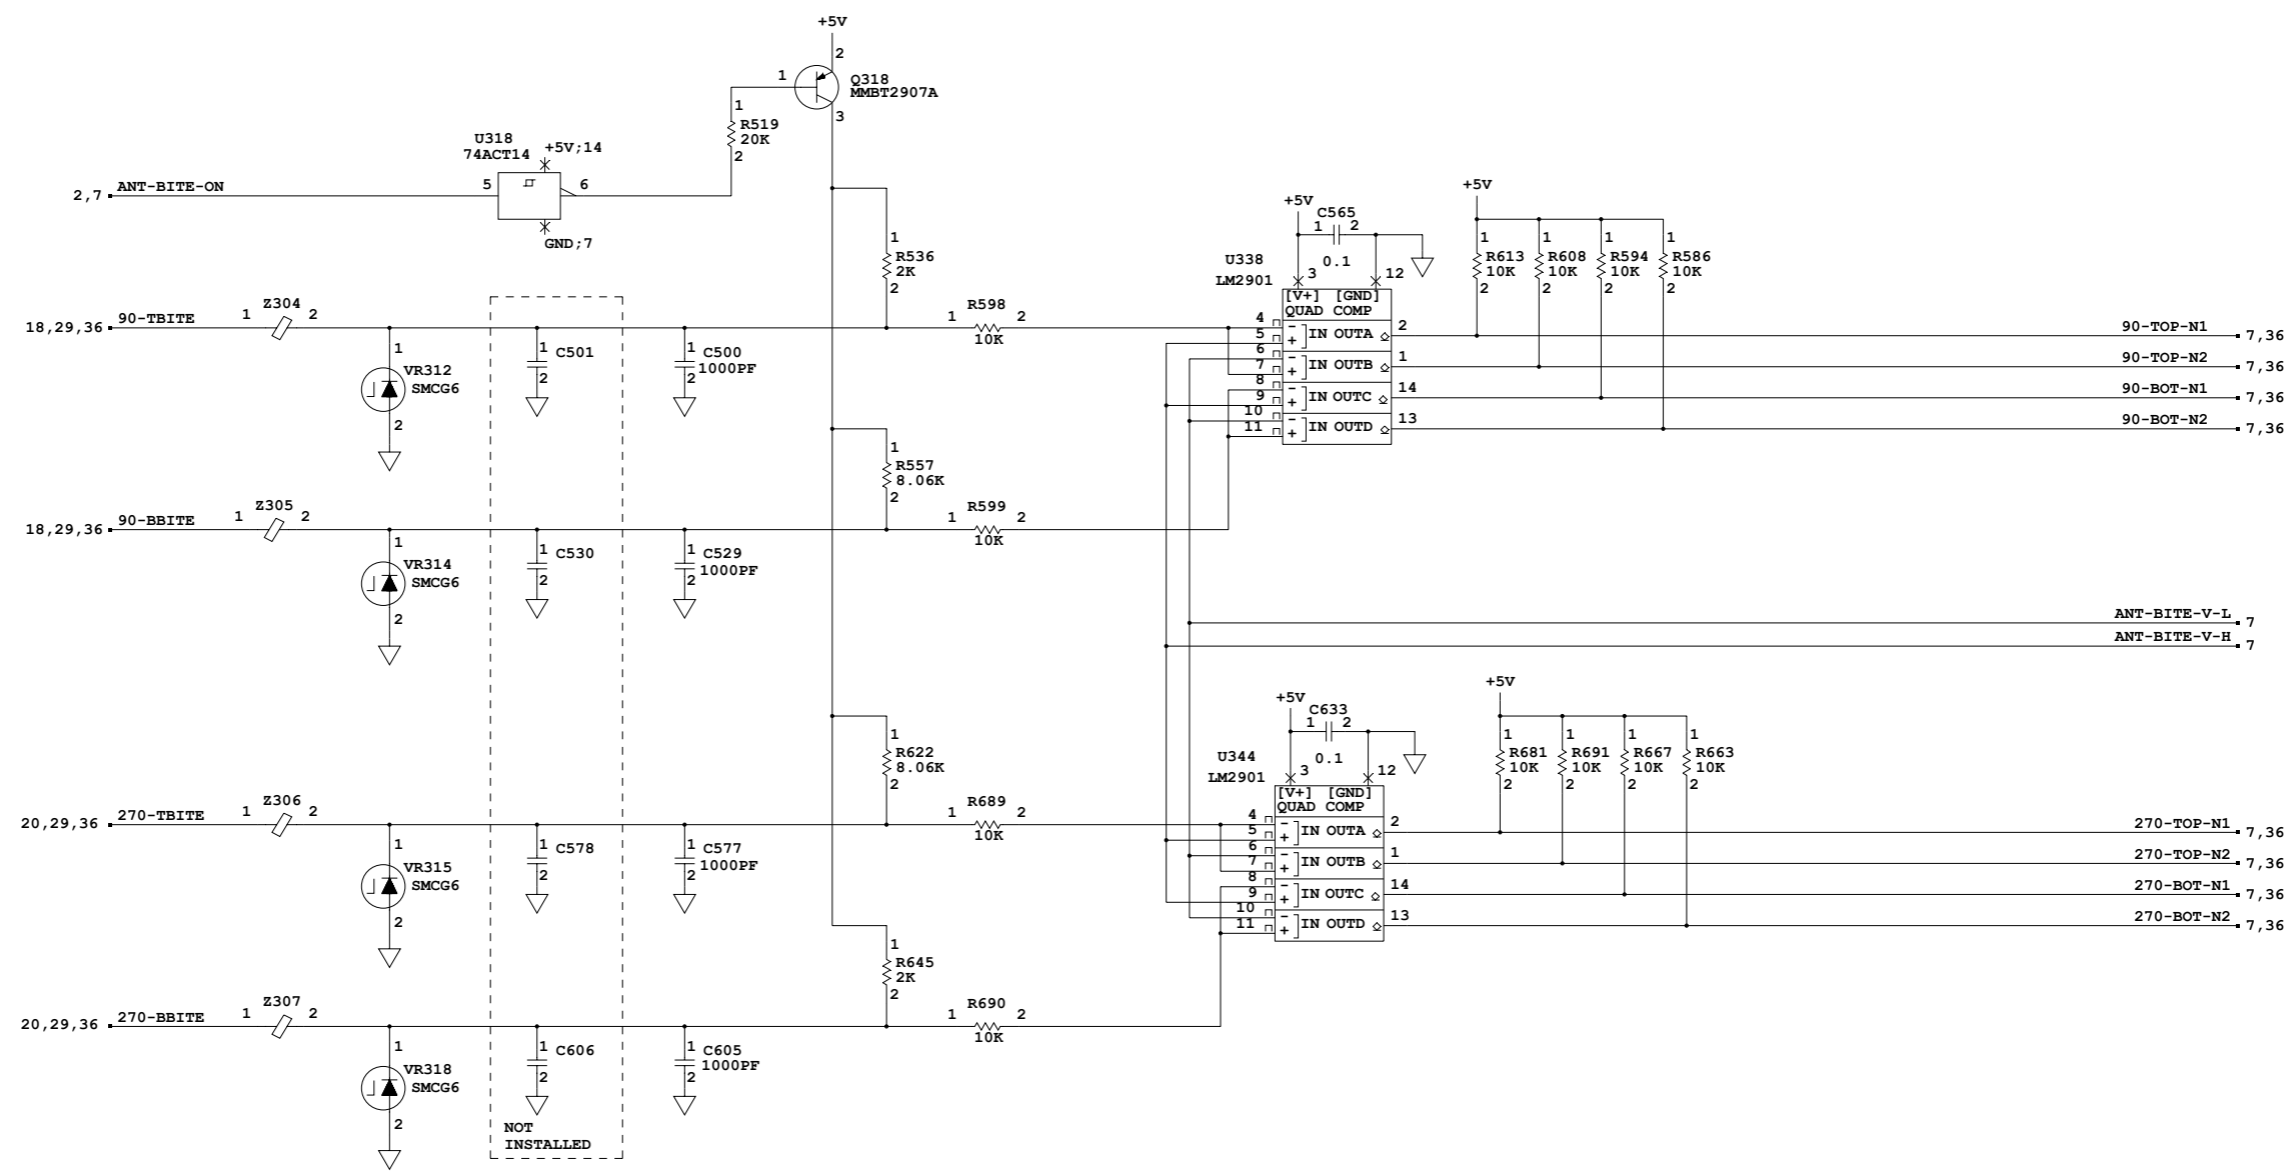 +5V
2
1
Q318
MMBT2907A
3
1
R519
20K
2
U318
74ACT14
+5V;14
5
6
GND;7
2,7
ANT-BITE-ON
1
R536
2K
2
+5V
C565
1 2
0.1
U338
LM2901
3
12
+5V
1
R613
10K
2
1
R608
10K
2
1
R594
10K
2
1
R586
10K
2
[V+] [GND]
QUAD COMP
4 - IN OUTA 2
5 +
6 - IN OUTB 1
7 +
8 - IN OUTC 14
9 +
10 - IN OUTD 13
11 +
90-TOP-N1 7,36
90-TOP-N2 7,36
90-BOT-N1 7,36
90-BOT-N2 7,36
18,29,36 90-TBITE
1 Z304 2
1
VR312
SMCG6
2
1
C501
2
1
C500
1000PF
2
1 R598 2
10K
1
R557
8.06K
2
18,29,36 90-BBITE
1 Z305 2
1
VR314
SMCG6
2
1
C530
2
1
C529
1000PF
2
1 R599 2
10K
ANT-BITE-V-L 7
ANT-BITE-V-H 7
1
R622
8.06K
2
+5V
C633
1 2
0.1
U344
LM2901
3
12
+5V
1
R681
10K
2
1
R691
10K
2
1
R667
10K
2
1
R663
10K
2
[V+] [GND]
QUAD COMP
4 - IN OUTA 2
5 +
6 - IN OUTB 1
7 +
8 - IN OUTC 14
9 +
10 - IN OUTD 13
11 +
270-TOP-N1 7,36
270-TOP-N2 7,36
270-BOT-N1 7,36
270-BOT-N2 7,36
20,29,36 270-TBITE
1 Z306 2
1
VR315
SMCG6
2
1
C578
2
1
C577
1000PF
2
1 R689 2
10K
1
R645
2K
2
20,29,36 270-BBITE
1 Z307 2
1
VR318
SMCG6
2
1
C606
2
1
C605
1000PF
2
1 R690 2
10K
NOT
INSTALLED